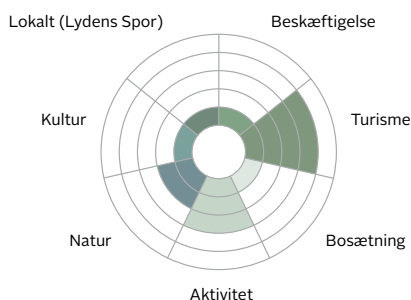 Lokalt (Lydens Spor)
Beskæftigelse
Kultur
Turisme
Natur
Bosætning
Aktivitet